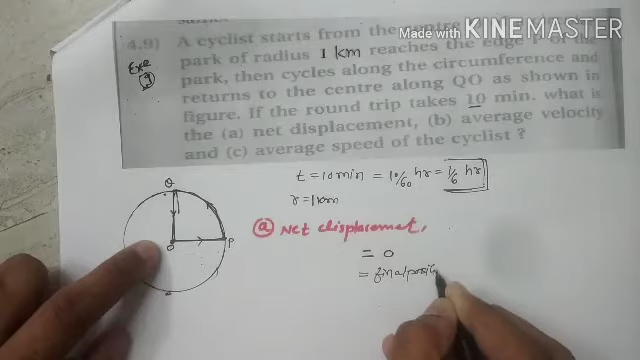 Made with KINEMASTER
4.9) A cyclist starts from the centre
park of radius 1 km reaches the edge P of the
park, then cycles along the circumference and
returns to the centre along QO as shown in
figure. If the round trip takes 10 min. what is
the (a) net displacement, (b) average velocity
and (c) average speed of the cyclist ?
Exe
9
t = 10 min = 10/60 hr = 1/6 hr
r = 1 km
Q
O
P
(a) Net displacement,
= 0
= final positi